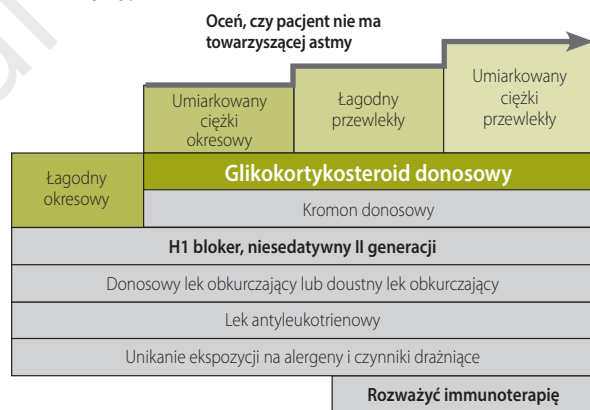 Oceń, czy pacjent nie ma
towarzyszącej astmy
Umiarkowany
ciężki
okresowy
Łagodny
przewlekły
Umiarkowany
ciężki
przewlekły
Łagodny
okresowy
Glikokortykosteroid donosowy
Kromon donosowy
H1 bloker, niesedatywny II generacji
Donosowy lek obkurczający lub doustny lek obkurczający
Lek antyleukotrienowy
Unikanie ekspozycji na alergeny i czynniki drażniące
Rozważyć immunoterapię